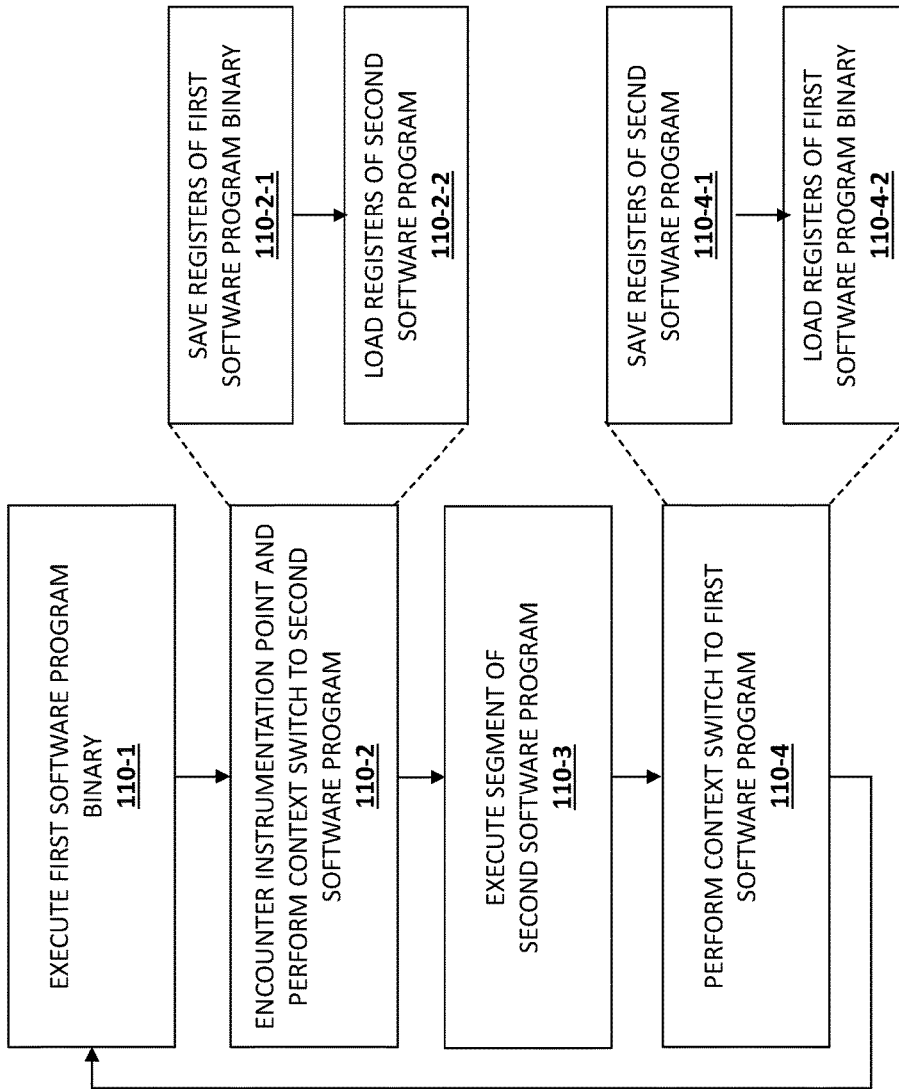 EXECUTE FIRST SOFTWARE PROGRAM
BINARY
110-1
ENCOUNTER INSTRUMENTATION POINT AND
PERFORM CONTEXT SWITCH TO SECOND
SOFTWARE PROGRAM
110-2
SAVE REGISTERS OF FIRST
SOFTWARE PROGRAM BINARY
110-2-1
LOAD REGISTERS OF SECOND
SOFTWARE PROGRAM
110-2-2
EXECUTE SEGMENT OF
SECOND SOFTWARE PROGRAM
110-3
PERFORM CONTEXT SWITCH TO FIRST
SOFTWARE PROGRAM
110-4
SAVE REGISTERS OF SECND
SOFTWARE PROGRAM
110-4-1
LOAD REGISTERS OF FIRST
SOFTWARE PROGRAM BINARY
110-4-2